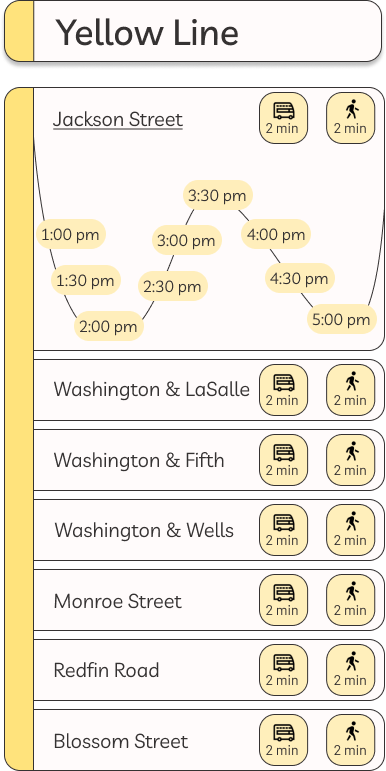 Yellow Line
Jackson Street
2 min
2 min
1:00 pm
1:30 pm
2:00 pm
2:30 pm
3:00 pm
3:30 pm
4:00 pm
4:30 pm
5:00 pm
Washington & LaSalle
2 min
2 min
Washington & Fifth
2 min
2 min
Washington & Wells
2 min
2 min
Monroe Street
2 min
2 min
Redfin Road
2 min
2 min
Blossom Street
2 min
2 min